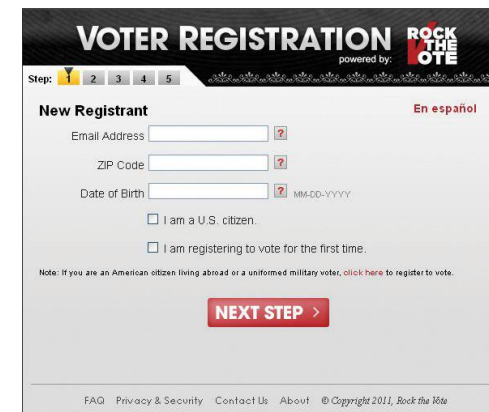 VOTER REGISTRATION
powered by:
ROCK THE VOTE
Step: 1 2 3 4 5
New Registrant
En español
Email Address ?
ZIP Code ?
Date of Birth ? MM-DD-YYYY
I am a U.S. citizen.
I am registering to vote for the first time.
Note: If you are an American citizen living abroad or a uniformed military voter, click here to register to vote.
NEXT STEP >
FAQ Privacy & Security Contact Us About © Copyright 2011, Rock the Vote